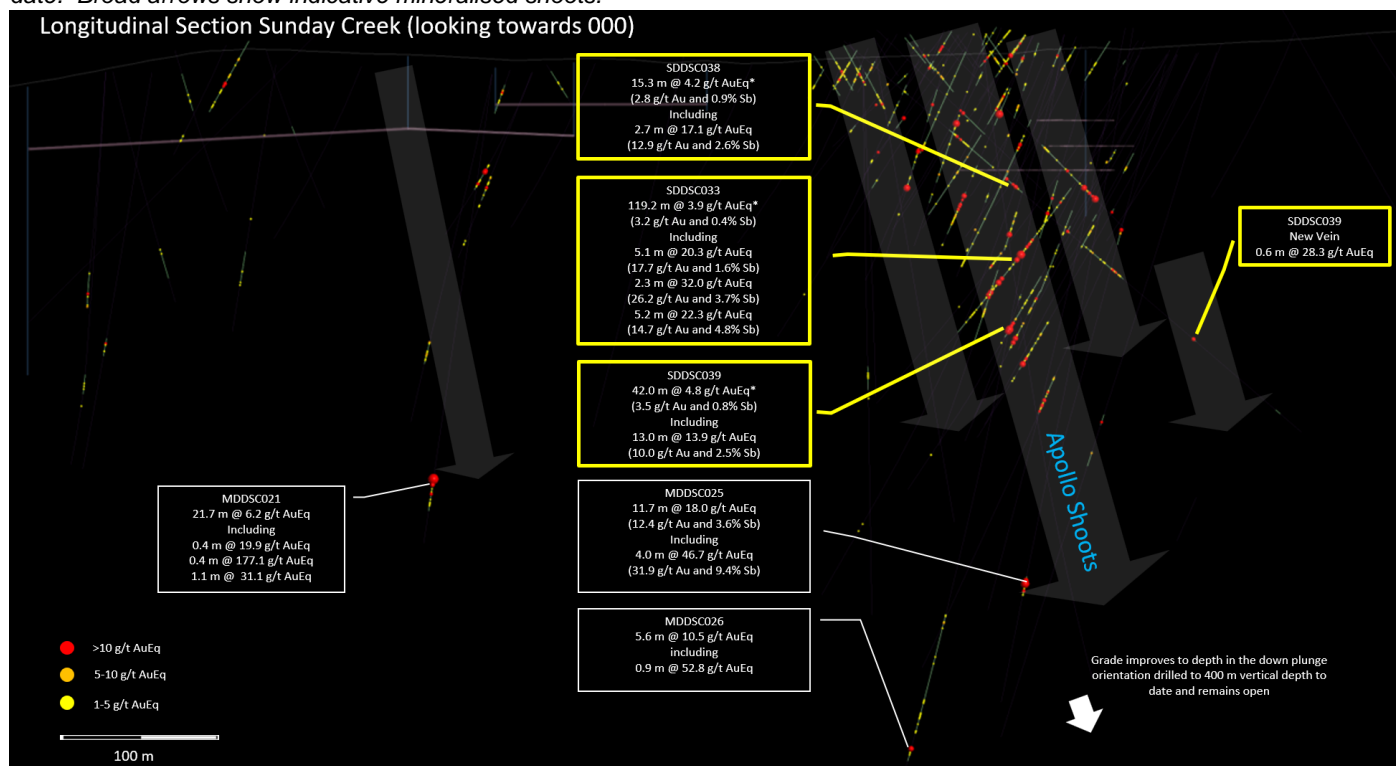 date. Broad arrows show indicative mineralised shoots.
Longitudinal Section Sunday Creek (looking towards 000)
SDDSC038
15.3 m @ 4.2 g/t AuEq*
(2.8 g/t Au and 0.9% Sb)
Including
2.7 m @ 17.1 g/t AuEq
(12.9 g/t Au and 2.6% Sb)
SDDSC033
119.2 m @ 3.9 g/t AuEq*
(3.2 g/t Au and 0.4% Sb)
Including
5.1 m @ 20.3 g/t AuEq
(17.7 g/t Au and 1.6% Sb)
2.3 m @ 32.0 g/t AuEq
(26.2 g/t Au and 3.7% Sb)
5.2 m @ 22.3 g/t AuEq
(14.7 g/t Au and 4.8% Sb)
SDDSC039
New Vein
0.6 m @ 28.3 g/t AuEq
SDDSC039
42.0 m @ 4.8 g/t AuEq*
(3.5 g/t Au and 0.8% Sb)
Including
13.0 m @ 13.9 g/t AuEq
(10.0 g/t Au and 2.5% Sb)
MDDSC021
21.7 m @ 6.2 g/t AuEq
Including
0.4 m @ 19.9 g/t AuEq
0.4 m @ 177.1 g/t AuEq
1.1 m @ 31.1 g/t AuEq
MDDSC025
11.7 m @ 18.0 g/t AuEq
(12.4 g/t Au and 3.6% Sb)
Including
4.0 m @ 46.7 g/t AuEq
(31.9 g/t Au and 9.4% Sb)
Apollo Shoots
MDDSC026
5.6 m @ 10.5 g/t AuEq
including
0.9 m @ 52.8 g/t AuEq
>10 g/t AuEq
5-10 g/t AuEq
1-5 g/t AuEq
100 m
Grade improves to depth in the down plunge
orientation drilled to 400 m vertical depth to
date and remains open